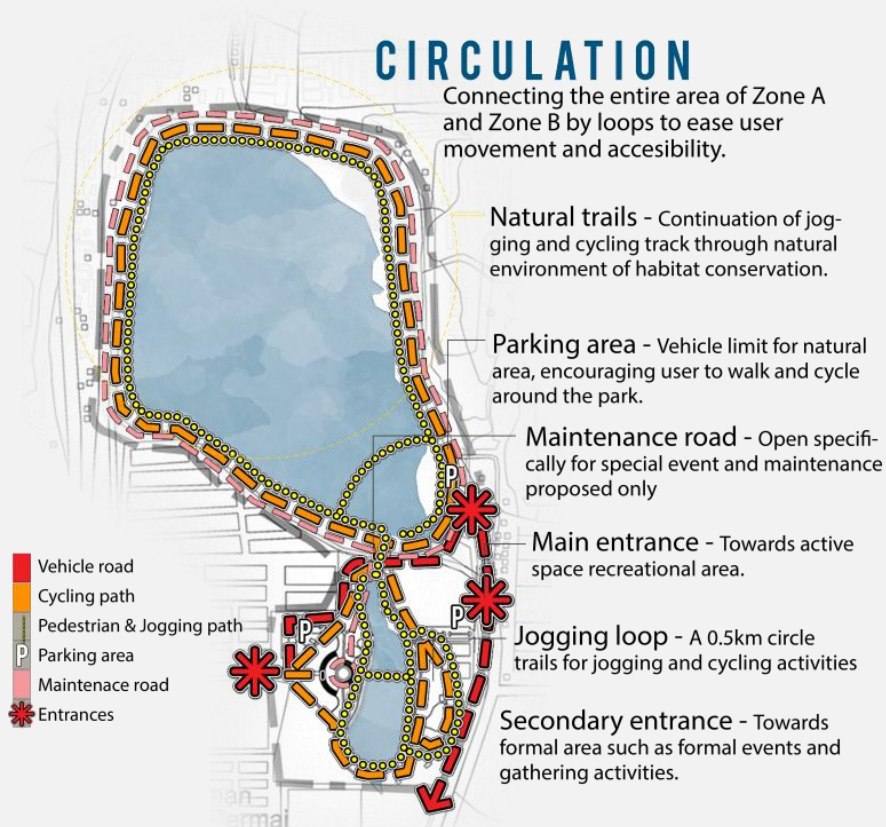 CIRCULATION
Connecting the entire area of Zone A
and Zone B by loops to ease user
movement and accesibility.
Natural trails - Continuation of jog-
ging and cycling track through natural
environment of habitat conservation.
Parking area - Vehicle limit for natural
area, encouraging user to walk and cycle
around the park.
Maintenance road - Open specifi-
cally for special event and maintenance
proposed only
Main entrance - Towards active
space recreational area.
Jogging loop - A 0.5km circle
trails for jogging and cycling activities
Secondary entrance - Towards
formal area such as formal events and
gathering activities.
P
P
P
Vehicle road
Cycling path
Pedestrian & Jogging path
P Parking area
Maintenace road
Entrances